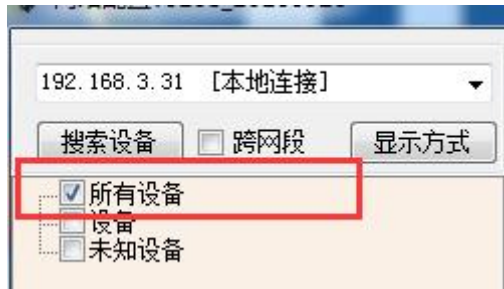 192.168.3.31 [本地连接]
搜索设备 跨网段 显示方式
所有设备
设备
未知设备